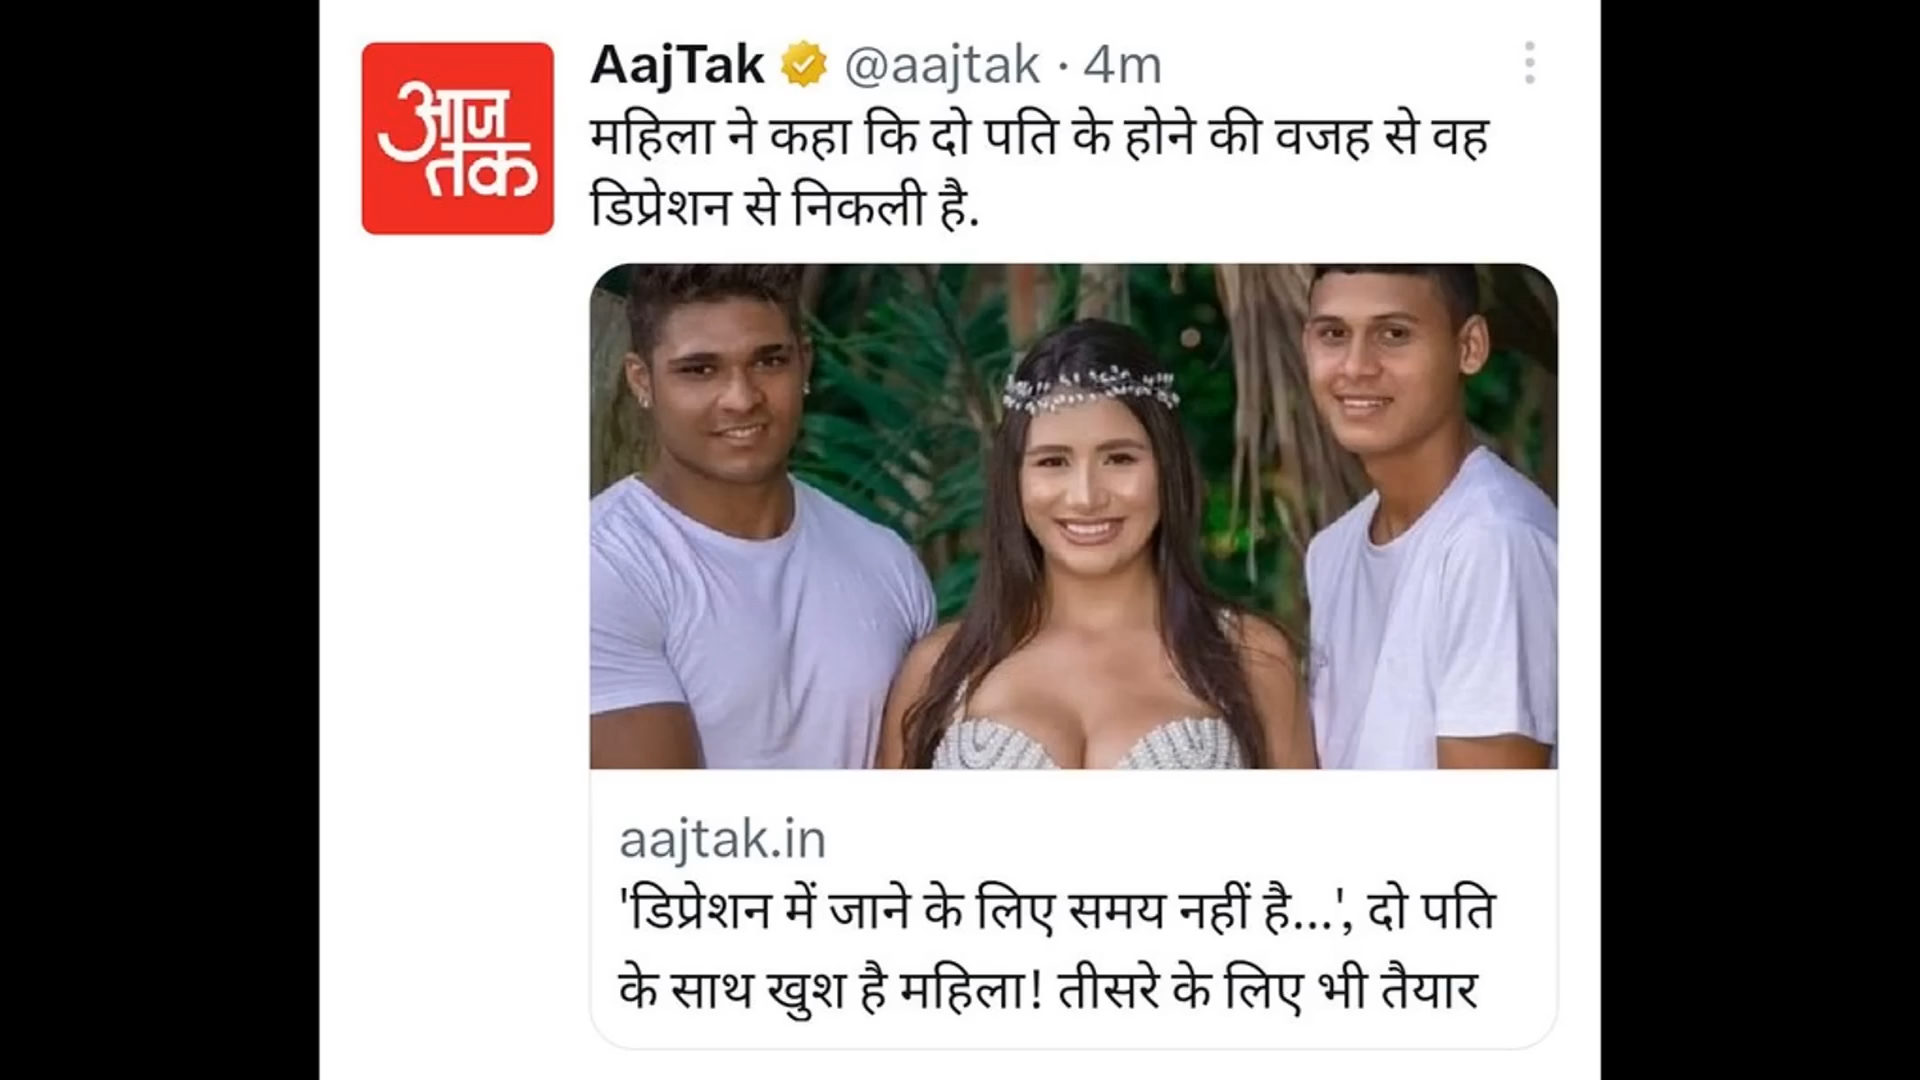 आज
तक
AajTak @aajtak · 4m
महिला ने कहा कि दो पति के होने की वजह से वह
डिप्रेशन से निकली है.
aajtak.in
'डिप्रेशन में जाने के लिए समय नहीं है...', दो पति
के साथ खुश है महिला! तीसरे के लिए भी तैयार